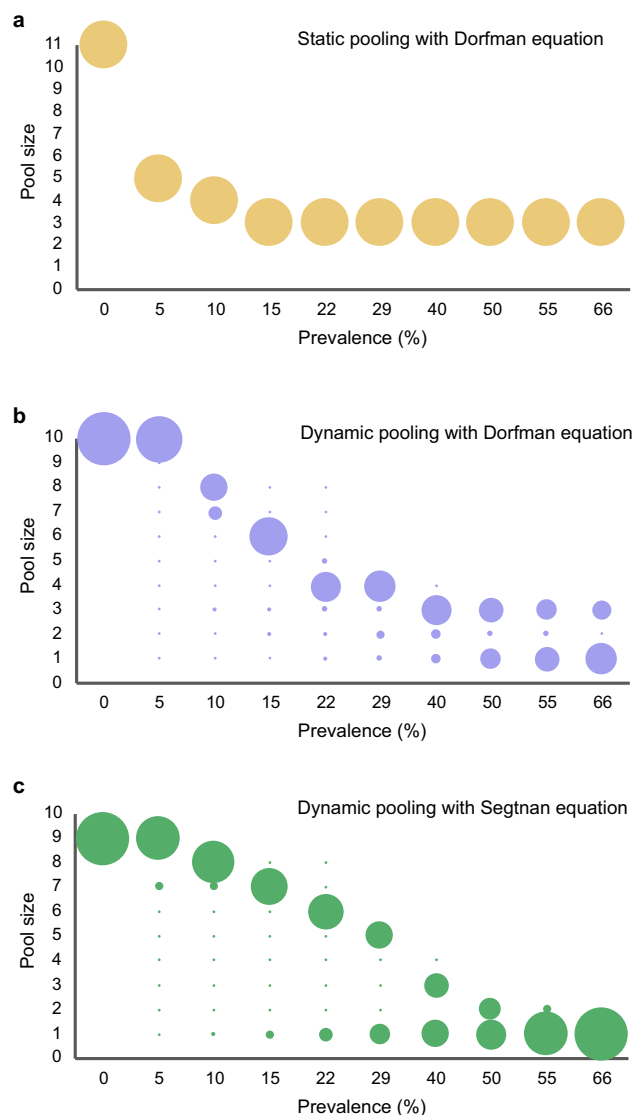 a
Static pooling with Dorfman equation
11
10
9
8
7
6
5
4
3
2
1
0
Pool size
0 5 10 15 22 29 40 50 55 66
Prevalence (%)
b
Dynamic pooling with Dorfman equation
10
9
8
7
6
5
4
3
2
1
0
Pool size
0 5 10 15 22 29 40 50 55 66
Prevalence (%)
c
Dynamic pooling with Segtnan equation
10
9
8
7
6
5
4
3
2
1
0
Pool size
0 5 10 15 22 29 40 50 55 66
Prevalence (%)